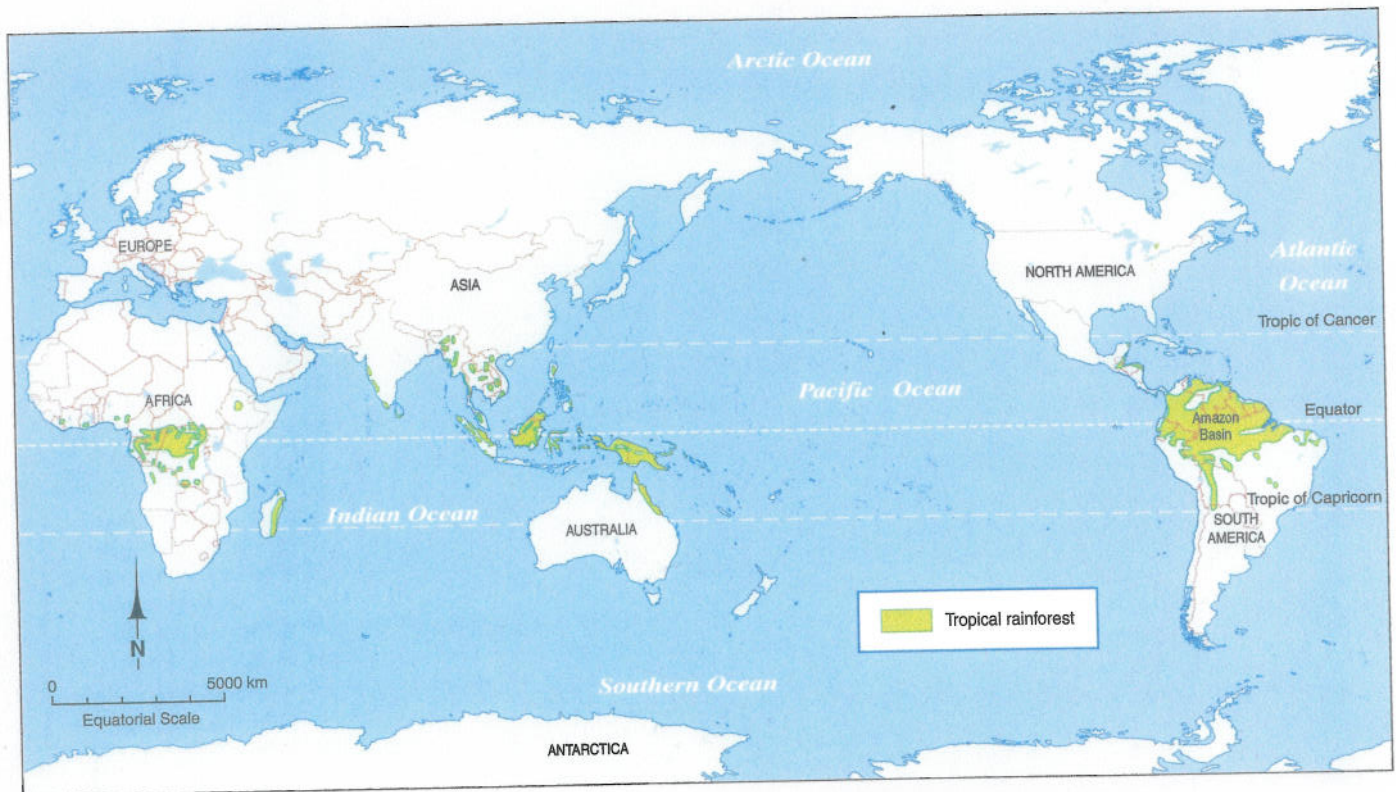 Arctic Ocean
EUROPE
ASIA
NORTH AMERICA
Atlantic
Ocean
Tropic of Cancer
AFRICA
Pacific Ocean
Amazon
Basin
Equator
Indian Ocean
AUSTRALIA
Tropic of Capricorn
SOUTH
AMERICA
Tropical rainforest
N
0 5000 km
Equatorial Scale
Southern Ocean
ANTARCTICA